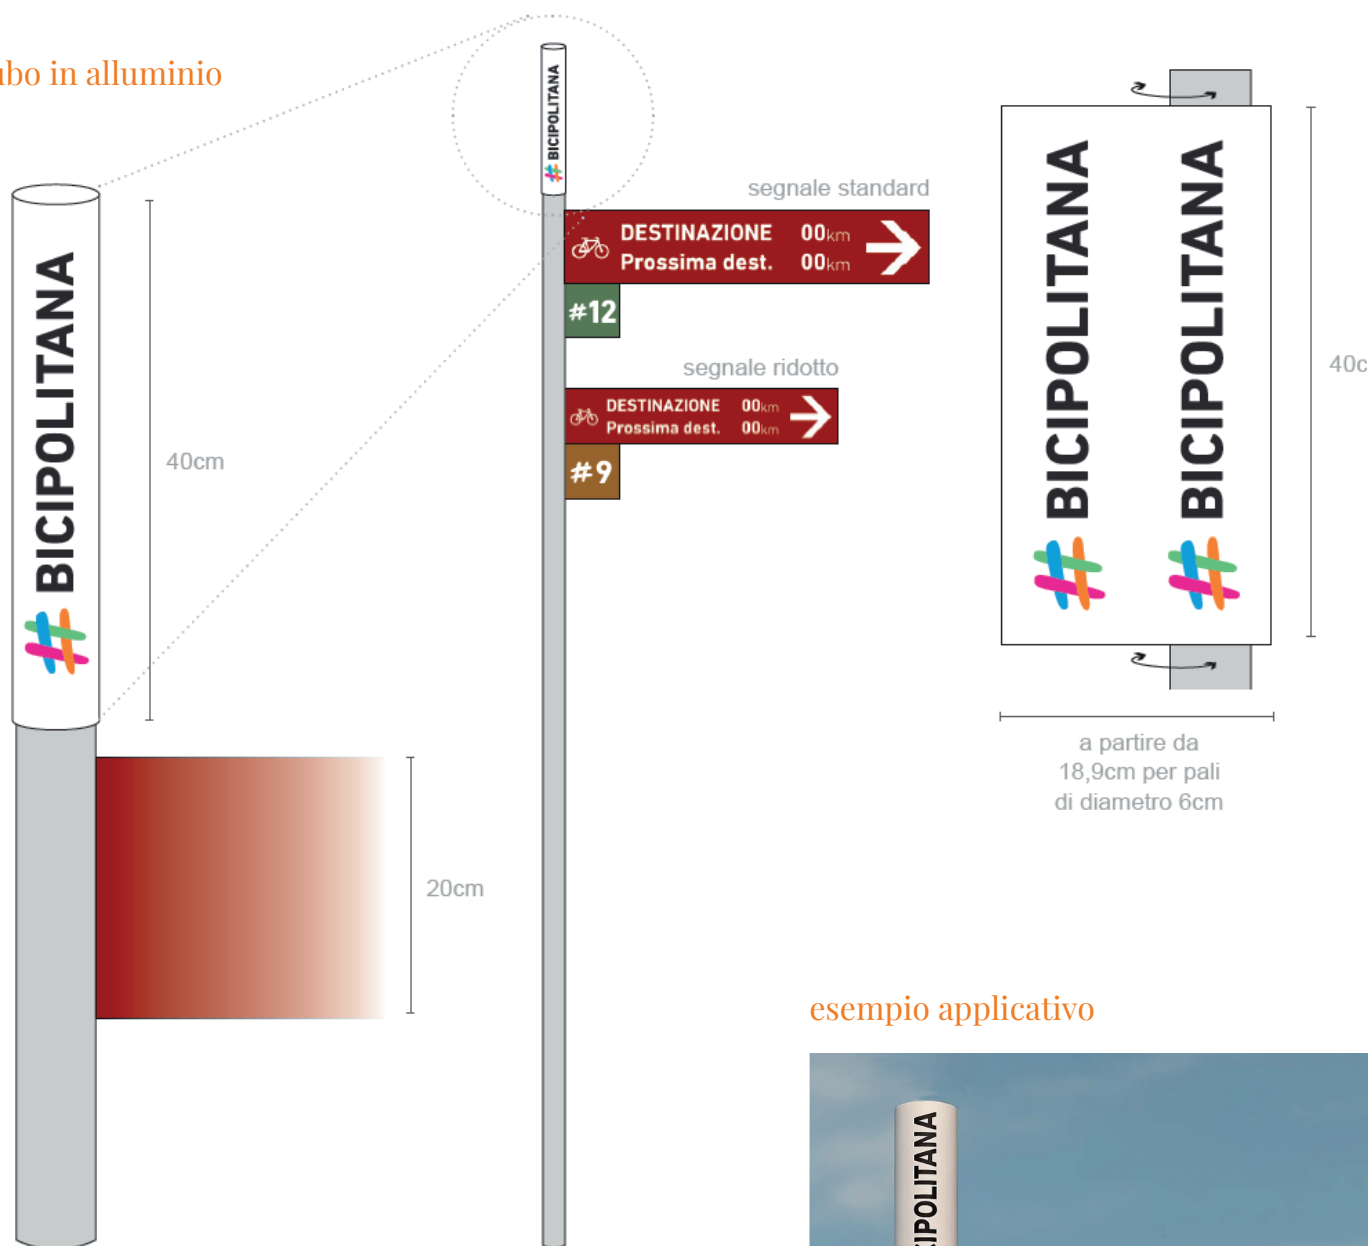 ubo in alluminio
BICIPOLITANA
40cm
20cm
# BICIPOLITANA
segnale standard
DESTINAZIONE 00km
Prossima dest. 00km
#12
segnale ridotto
DESTINAZIONE 00km
Prossima dest. 00km
#9
BICIPOLITANA
BICIPOLITANA
40c
a partire da
18,9cm per pali
di diametro 6cm
esempio applicativo
IPOLITANA